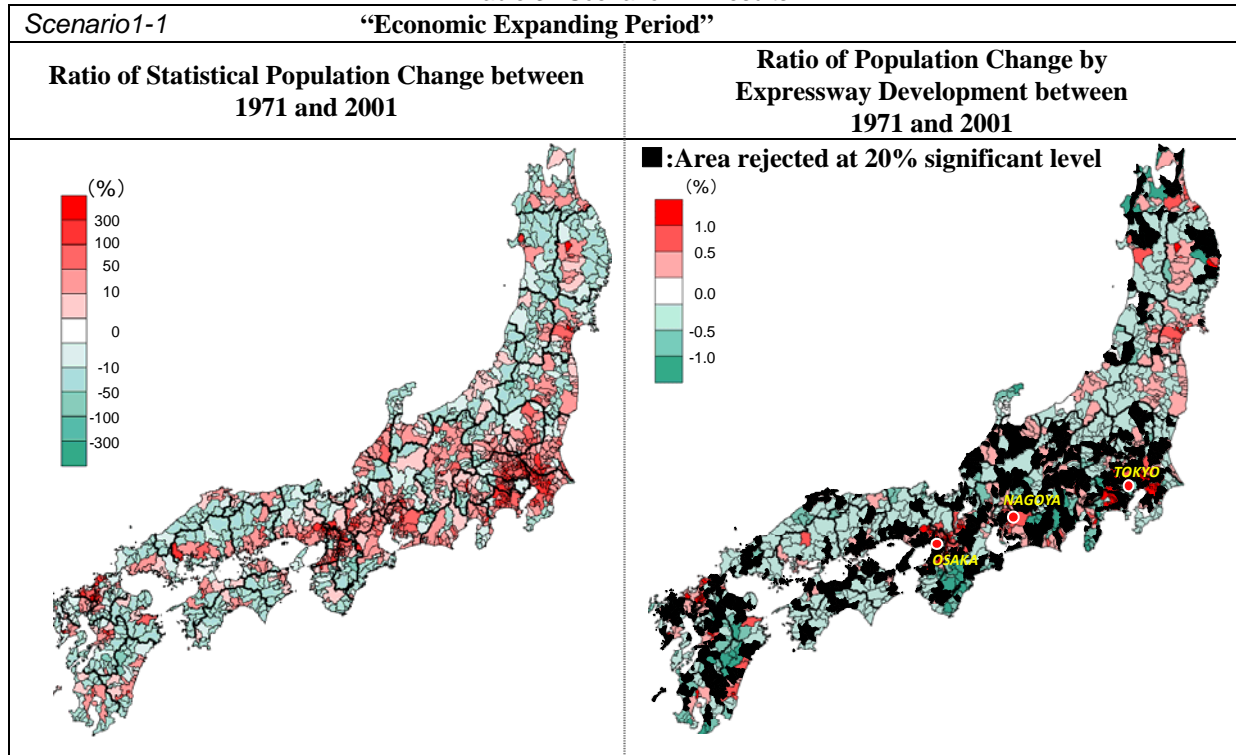 Scenario1-1 “Economic Expanding Period”
Ratio of Statistical Population Change between
1971 and 2001
Ratio of Population Change by
Expressway Development between
1971 and 2001
(%)
300
100
50
10
0
-10
-50
-100
-300
■:Area rejected at 20% significant level
(%)
1.0
0.5
0.0
-0.5
-1.0
TOKYO
NAGOYA
OSAKA